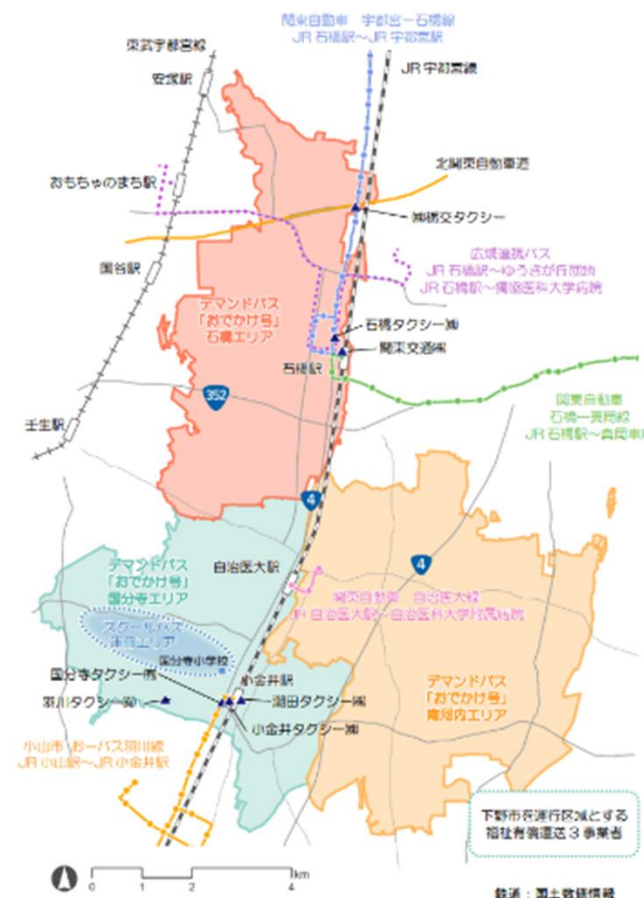 関東自動車　宇都宮－石橋線
JR 石橋駅～JR 宇都宮駅
東武宇都宮線
安塚駅
JR 宇都宮線
おもちゃのまち駅
北関東自動車道
㈱栃交タクシー
国谷駅
広域連携バス
JR 石橋駅～ゆうきが丘団地
JR 石橋駅～獨協医科大学病院
デマンドバス
「おでかけ号」
石橋エリア
石橋タクシー㈱
関東交通㈱
石橋駅
352
関東自動車
石橋－真岡線
JR 石橋駅～真岡車庫
壬生駅
4
デマンドバス
「おでかけ号」
国分寺エリア
自治医大駅
4
関東自動車　自治医大線
JR 自治医大駅～自治医科大学附属病院
スクールバス
運行エリア
国分寺小学校
国分寺タクシー㈲
小金井駅
羽川タクシー
潮田タクシー㈱
小金井タクシー㈱
デマンドバス
「おでかけ号」
南河内エリア
小山市 おーバス羽川線
JR 小山駅～JR 小金井駅
下野市を運行区域とする
福祉有償運送 3 事業者
0 1 2 4 km
鉄道：国土数値情報